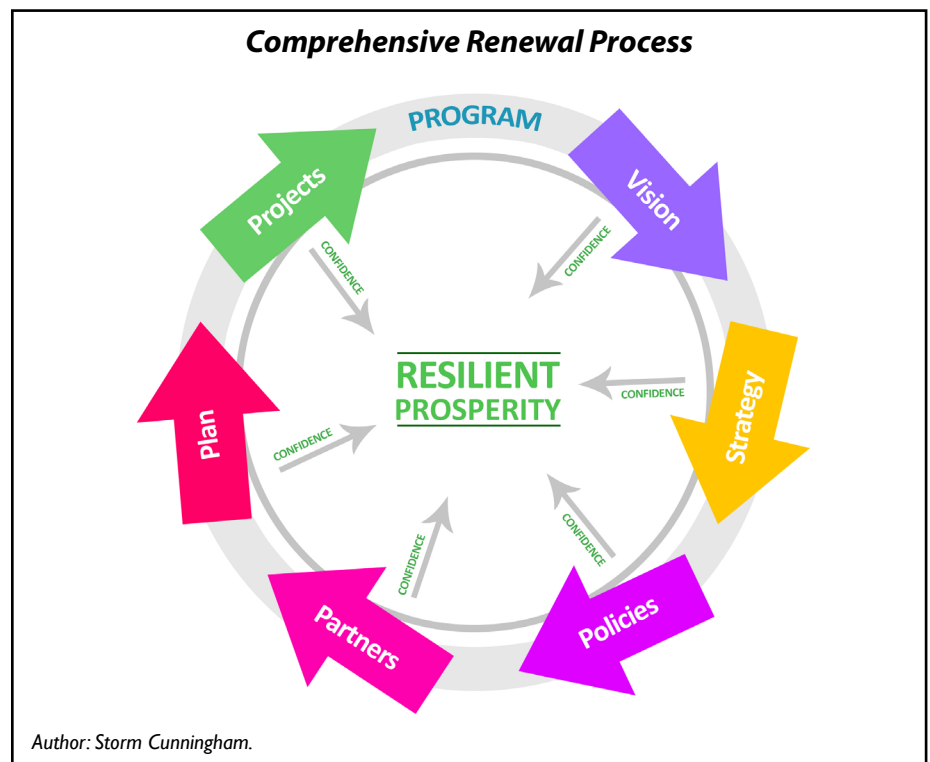 Comprehensive Renewal Process
PROGRAM
Vision
Strategy
Policies
Partners
Plan
Projects
CONFIDENCE
CONFIDENCE
CONFIDENCE
CONFIDENCE
CONFIDENCE
CONFIDENCE
RESILIENT
PROSPERITY
Author: Storm Cunningham.